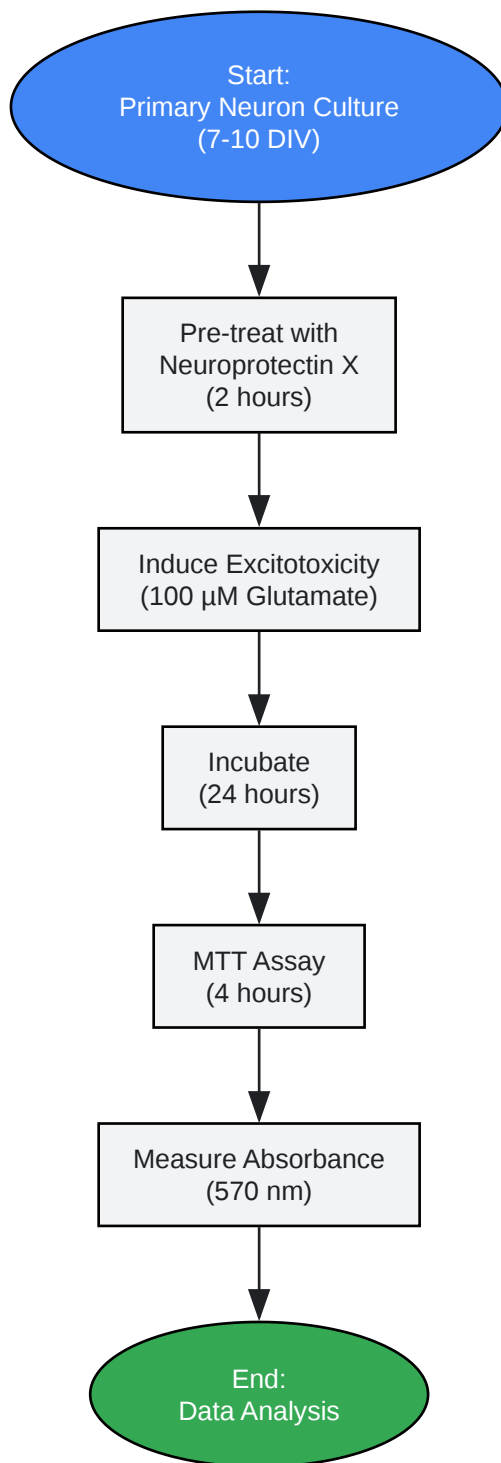 Start:
Primary Neuron Culture
(7-10 DIV)
Pre-treat with
Neuroprotectin X
(2 hours)
Induce Excitotoxicity
(100 µM Glutamate)
Incubate
(24 hours)
MTT Assay
(4 hours)
Measure Absorbance
(570 nm)
End:
Data Analysis